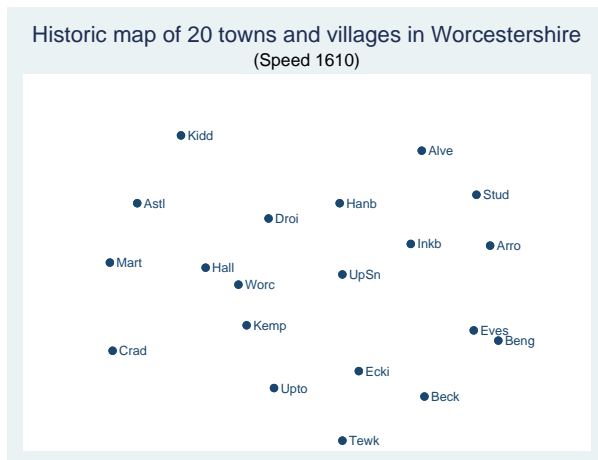 Historic map of 20 towns and villages in Worcestershire
(Speed 1610)
Kidd
Alve
Stud
Astl
Hanb
Droi
Inkb
Arro
Mart
Hall
UpSn
Worc
Kemp
Eves
Beng
Crad
Ecki
Upto
Beck
Tewk